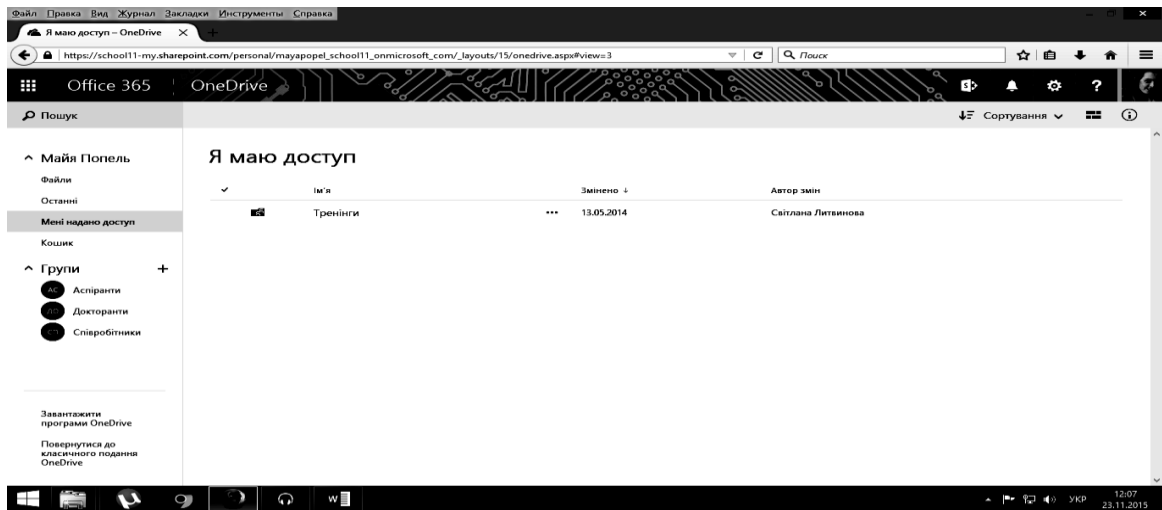 Файл Правка Вид Журнал Закладки Инструменты Справка
Я маю доступ – OneDrive
https://school11-my.sharepoint.com/personal/mayapopel_school11_onmicrosoft_com/_layouts/15/onedrive.aspx#view=3
Поиск
Office 365 OneDrive
Пошук
Сортування
Майя Попель
Файли
Останні
Мені надано доступ
Кошик
Групи
АС Аспіранти
ДО Докторанти
СП Співробітники
Завантажити
програми OneDrive
Повернутися до
класичного подання
OneDrive
Я маю доступ
Ім'я Змінено ↓ Автор змін
Тренінги ••• 13.05.2014 Світлана Литвинова
УКР
12:07
23.11.2015